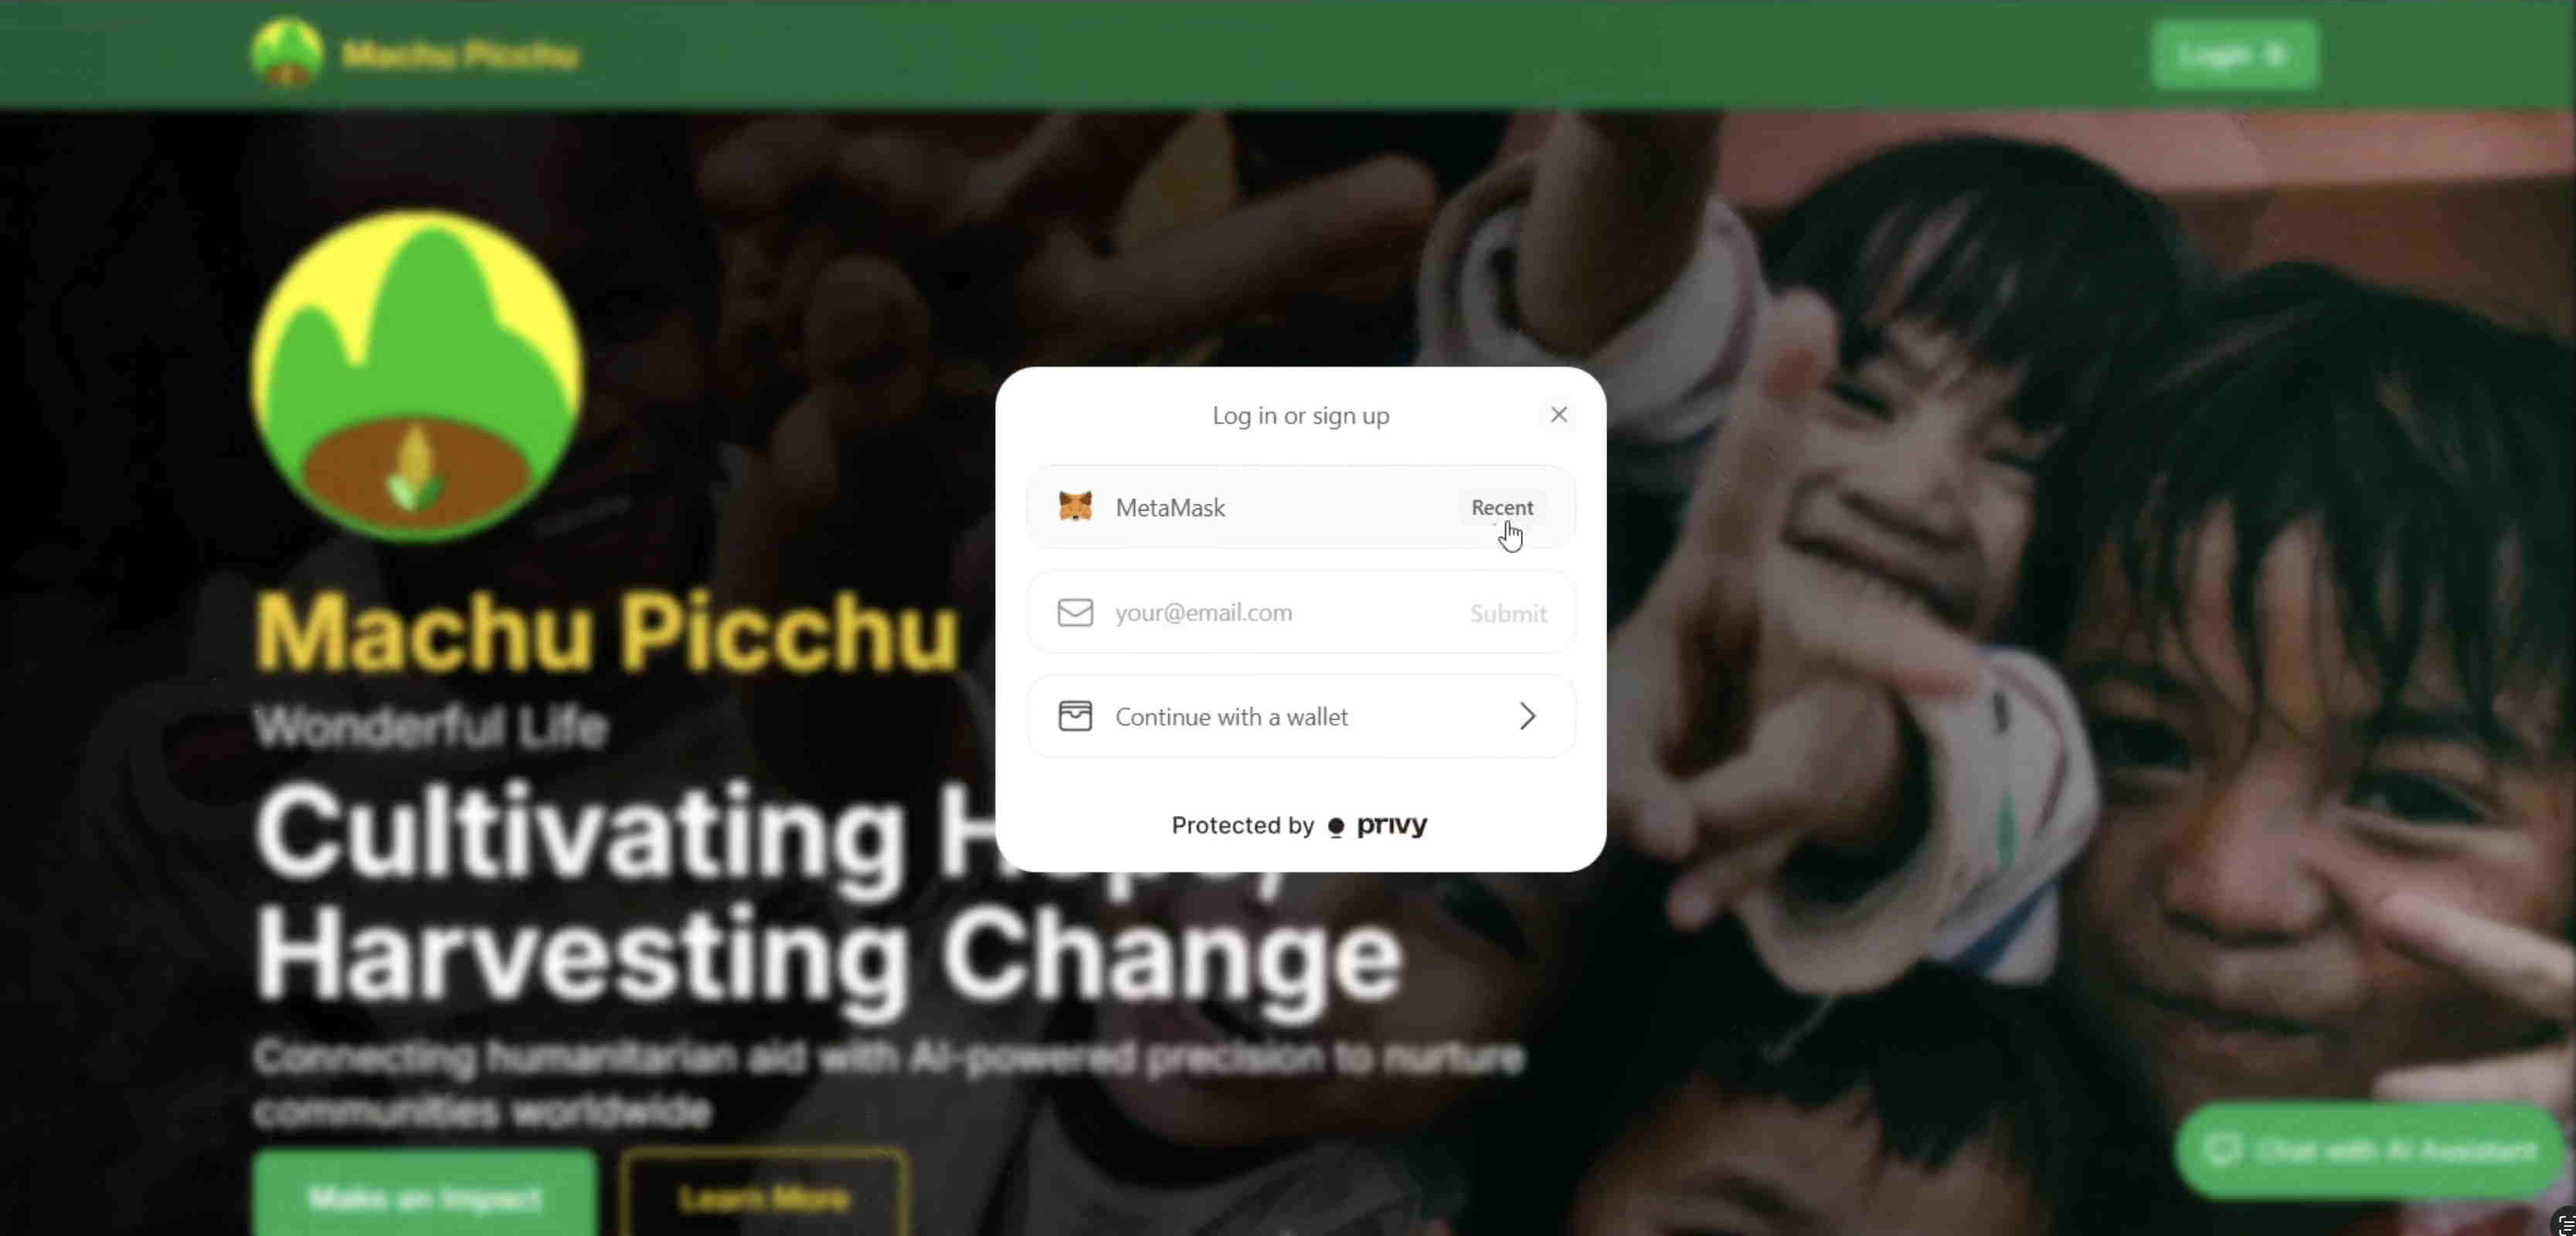 Machu Picchu
Login
Log in or sign up
MetaMask
Recent
your@email.com
Submit
Continue with a wallet
Protected by privy
Machu Picchu
Wonderful Life
Cultivating Hope,
Harvesting Change
Connecting humanitarian aid with AI-powered precision to nurture
communities worldwide
Make an Impact
Learn More
Chat with AI Assistant